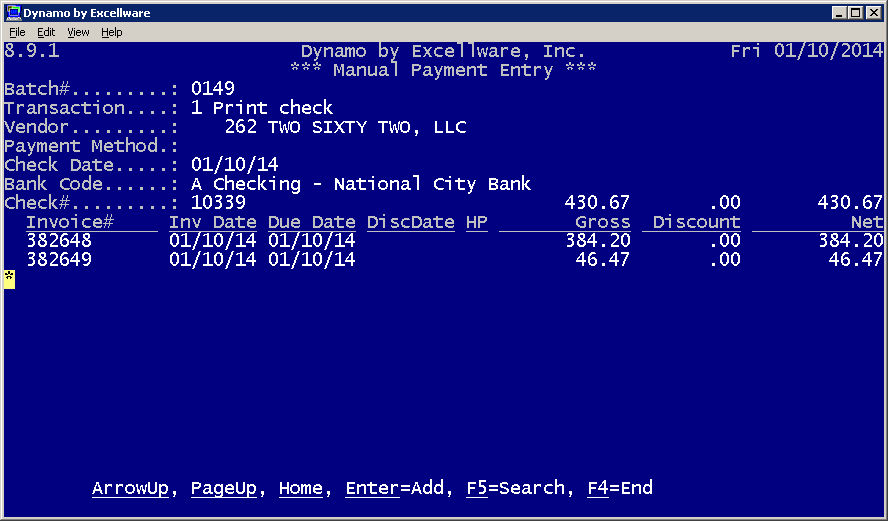 Dynamo by Excellware
File Edit View Help
8.9.1 Dynamo by Excellware, Inc. Fri 01/10/2014
*** Manual Payment Entry ***
Batch#.........: 0149
Transaction....: 1 Print check
Vendor.........: 262 TWO SIXTY TWO, LLC
Payment Method.:
Check Date.....: 01/10/14
Bank Code......: A Checking - National City Bank
Check#.........: 10339 430.67 .00 430.67
Invoice# Inv Date Due Date DiscDate HP Gross Discount Net
382648 01/10/14 01/10/14 384.20 .00 384.20
382649 01/10/14 01/10/14 46.47 .00 46.47
*
ArrowUp, PageUp, Home, Enter=Add, F5=Search, F4=End